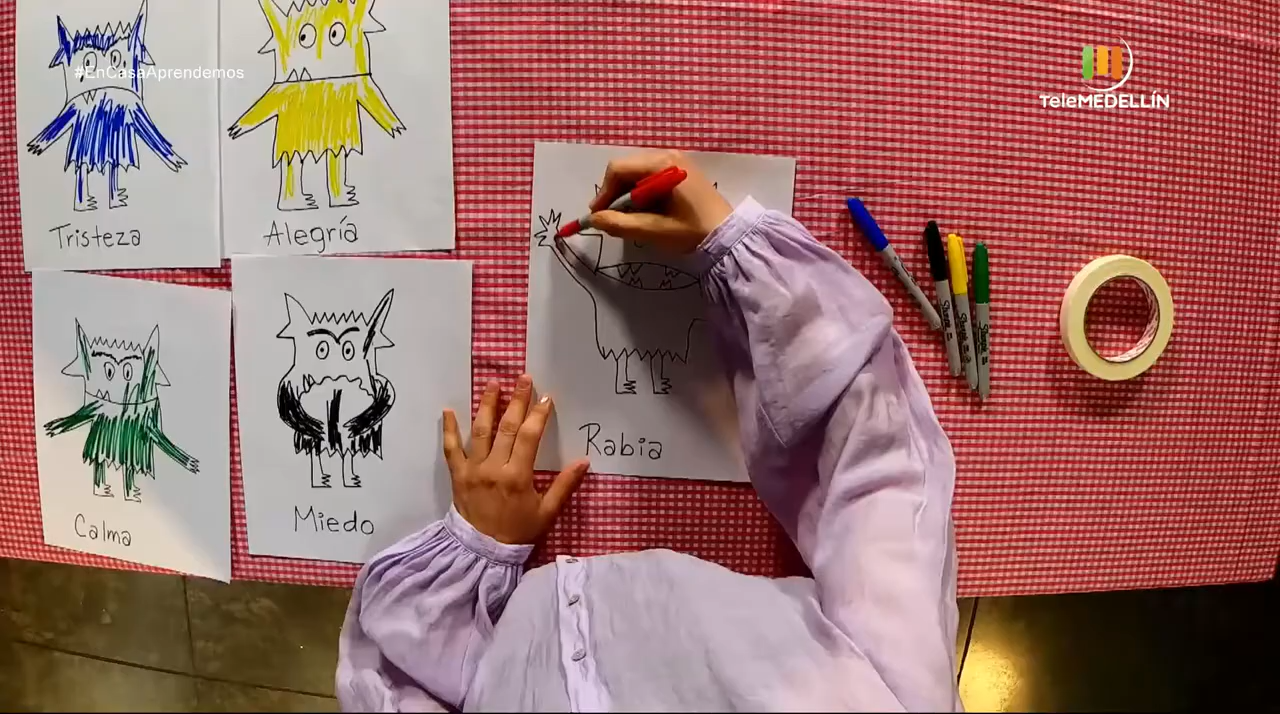 #EnCasaAprendemos
TeleMEDELLÍN
Tristeza
Alegría
Rabia
Calma
Miedo